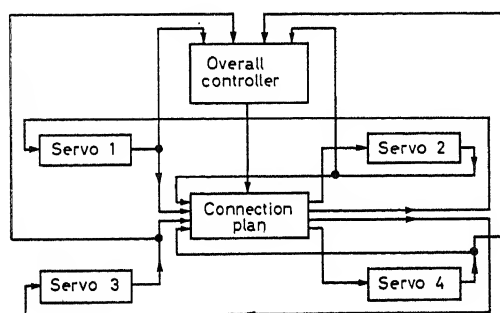 Overall
controller
Servo 1
Servo 2
Connection
plan
Servo 3
Servo 4